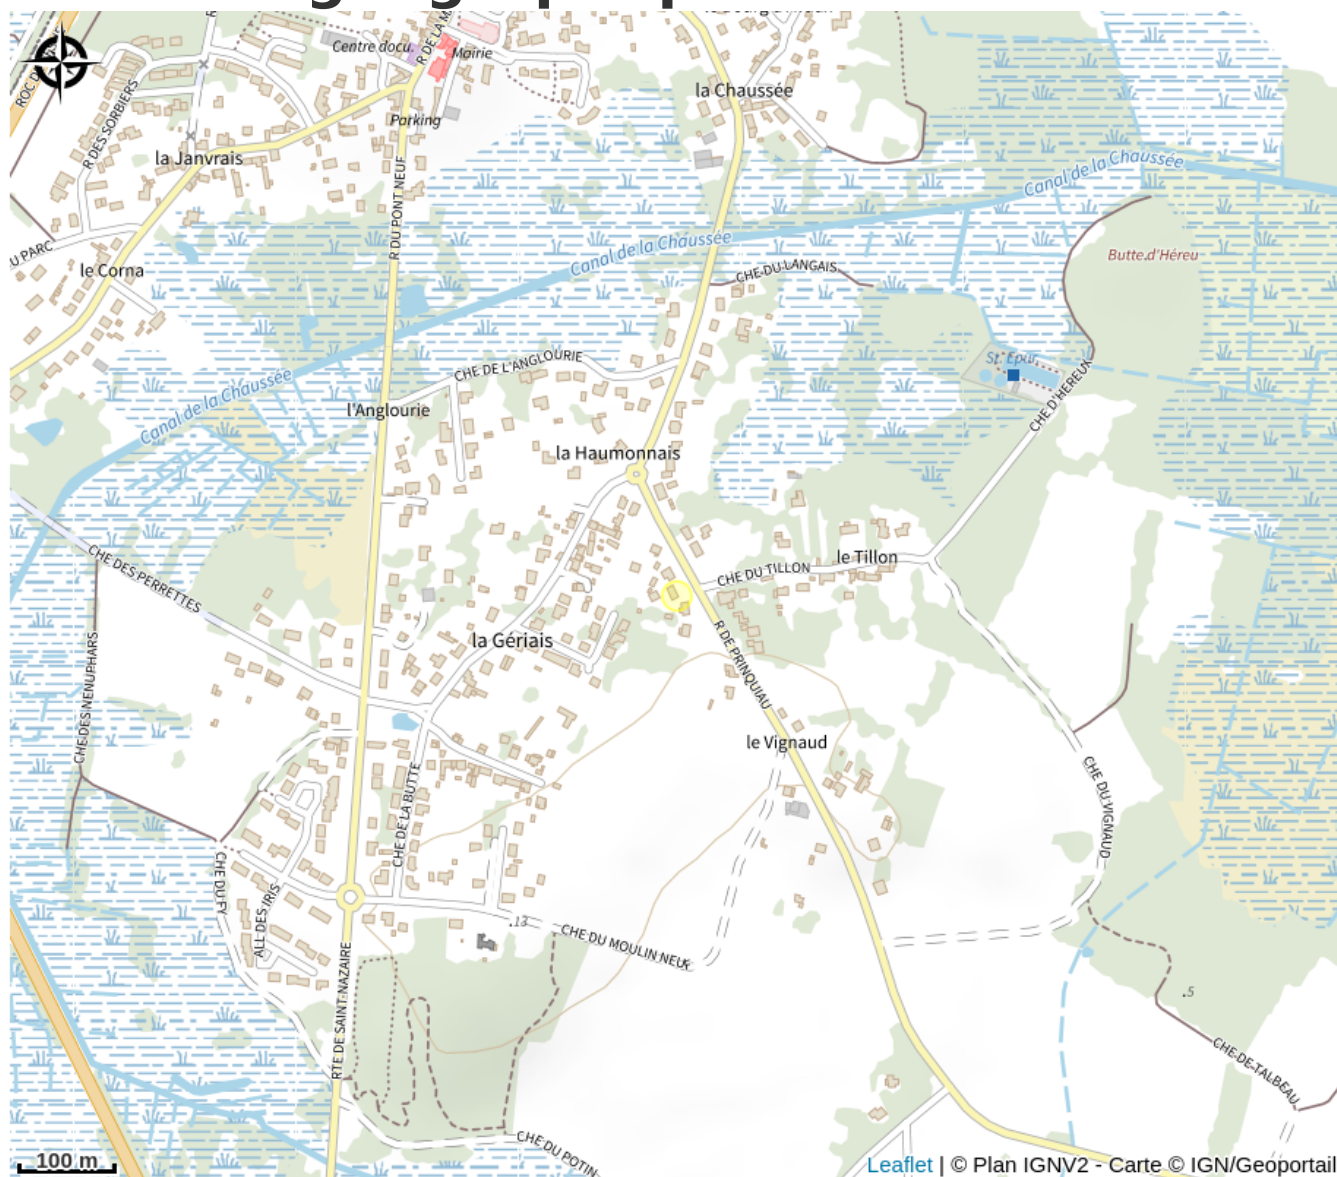 Centre docu.
Mairie
la Chaussée
Parking
R DES SORBIERS
la Janvrais
R DU PONT NEUF
Canal de la Chaussée
U PARC
le Corna
Canal de la Chaussée
CHE DU LANGAIS
Butte d'Héreu
CHE DE L'ANGLOURIE
St. Epur.
CHE D'HEREUX
Canal de la Chaussée
l'Anglourie
la Haumonnais
CHE DES PERRETTES
le Tillon
CHE DU TILLON
la Gériais
R DE PRINQUIAU
CHE DES NENUPHARS
le Vignaud
CHE DE LA BUTTE
CHE DU VIGNAUD
CHE DU FY
ALL DES IRIS
.13
CHE DU MOULIN NEUF
RTE DE SAINT-NAZAIRE
.5
CHE-DE-TALBEAU
CHE DU POTIN
100 m
Leaflet | © Plan IGNV2 - Carte © IGN/Geoportail